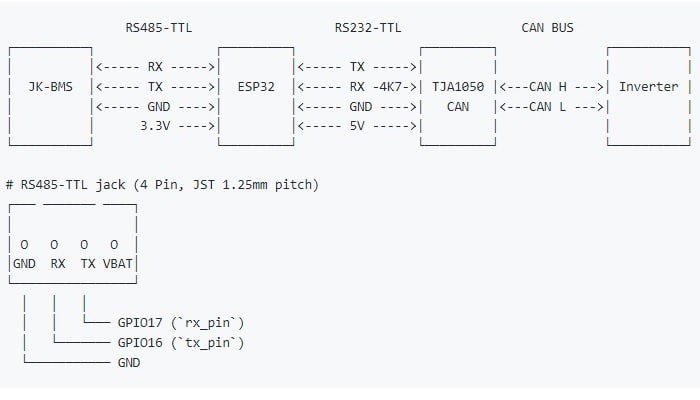 RS485-TTL RS232-TTL CAN BUS
<----- RX -----> <----- TX ----->
JK-BMS <----- TX -----> ESP32 <----- RX -4K7-> TJA1050 <---CAN H ---> Inverter
<----- GND ----> <----- GND ----> CAN <---CAN L --->
3.3V ----> <----- 5V ----->
# RS485-TTL jack (4 Pin, JST 1.25mm pitch)
O O O O
GND RX TX VBAT
GPIO17 (`rx_pin`)
GPIO16 (`tx_pin`)
GND